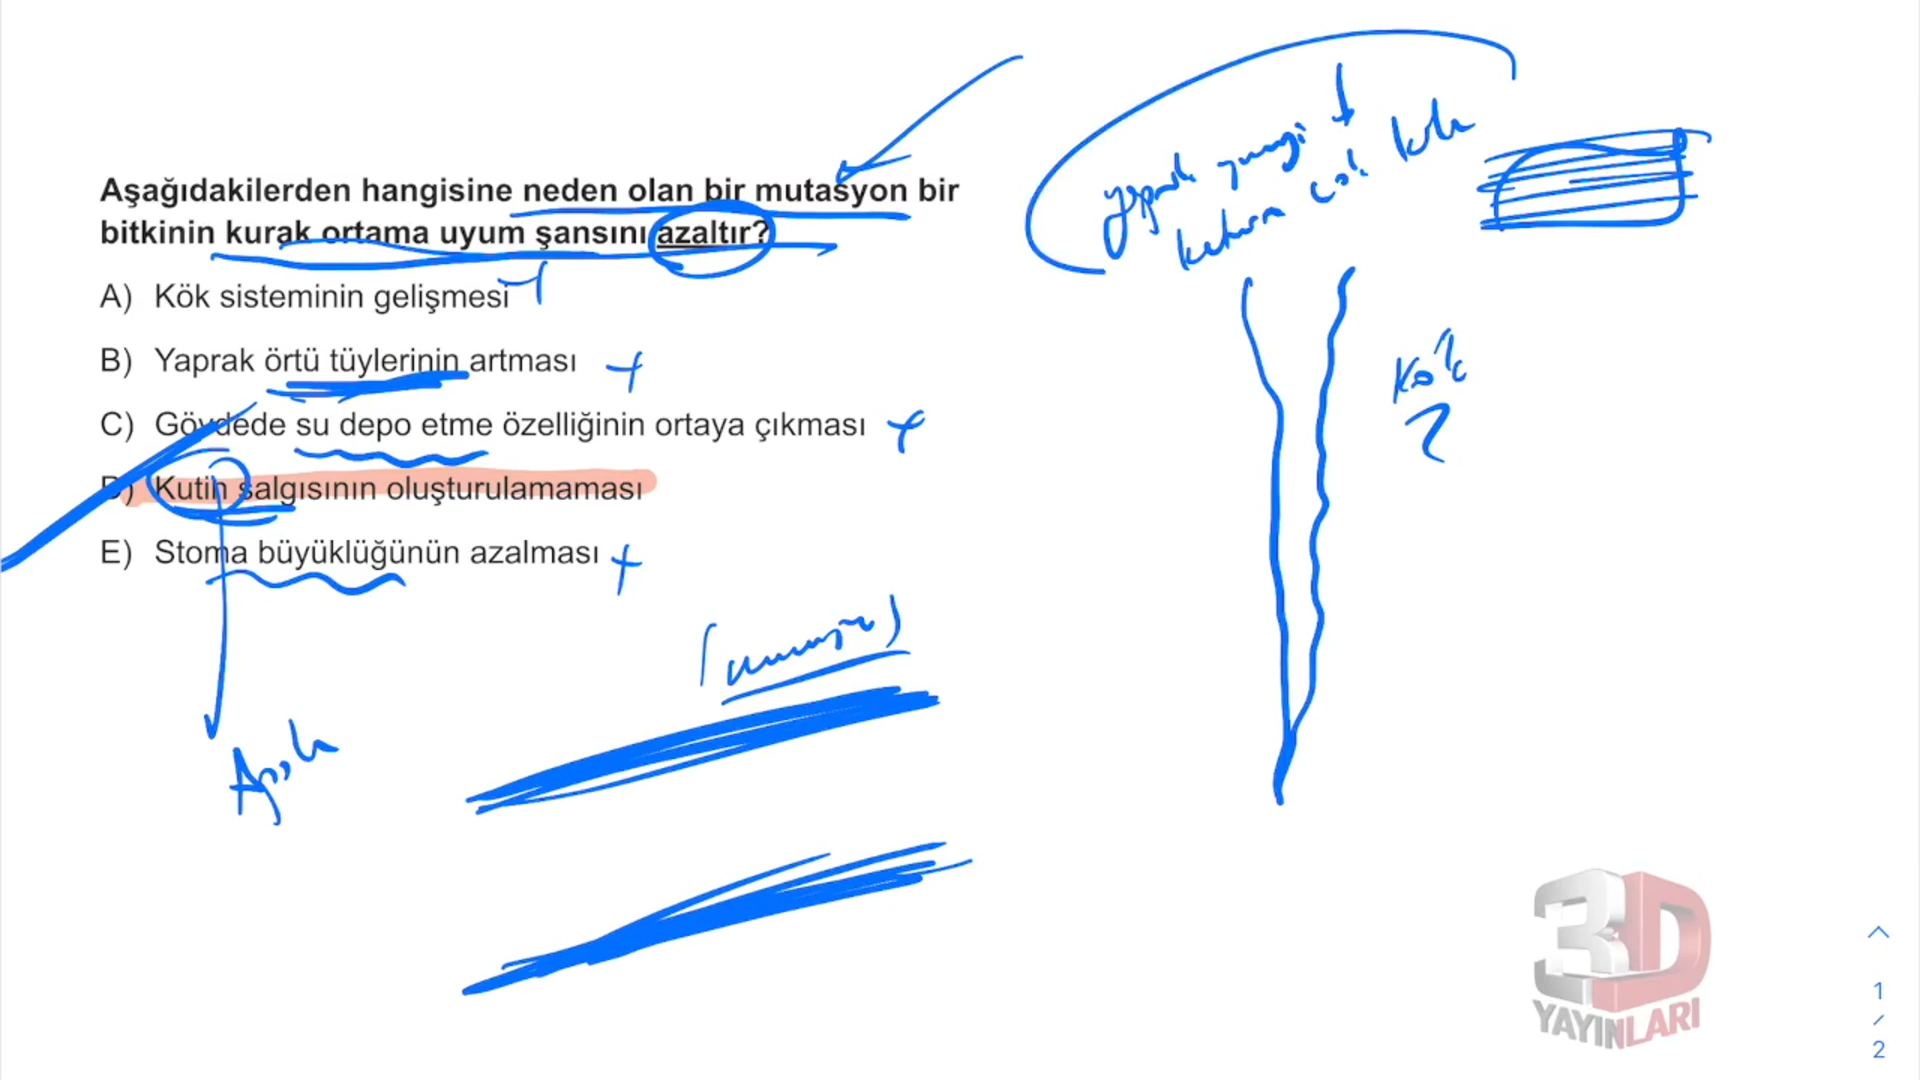 Aşağıdakilerden hangisine neden olan bir mutasyon bir
bitkinin kurak ortama uyum şansını azaltır?
A) Kök sisteminin gelişmesi
B) Yaprak örtü tüylerinin artması
C) Gövdede su depo etme özelliğinin ortaya çıkması
D) Kutin salgısının oluşturulamaması
E) Stoma büyüklüğünün azalması
kök
3D
YAYINLARI
1
/
2